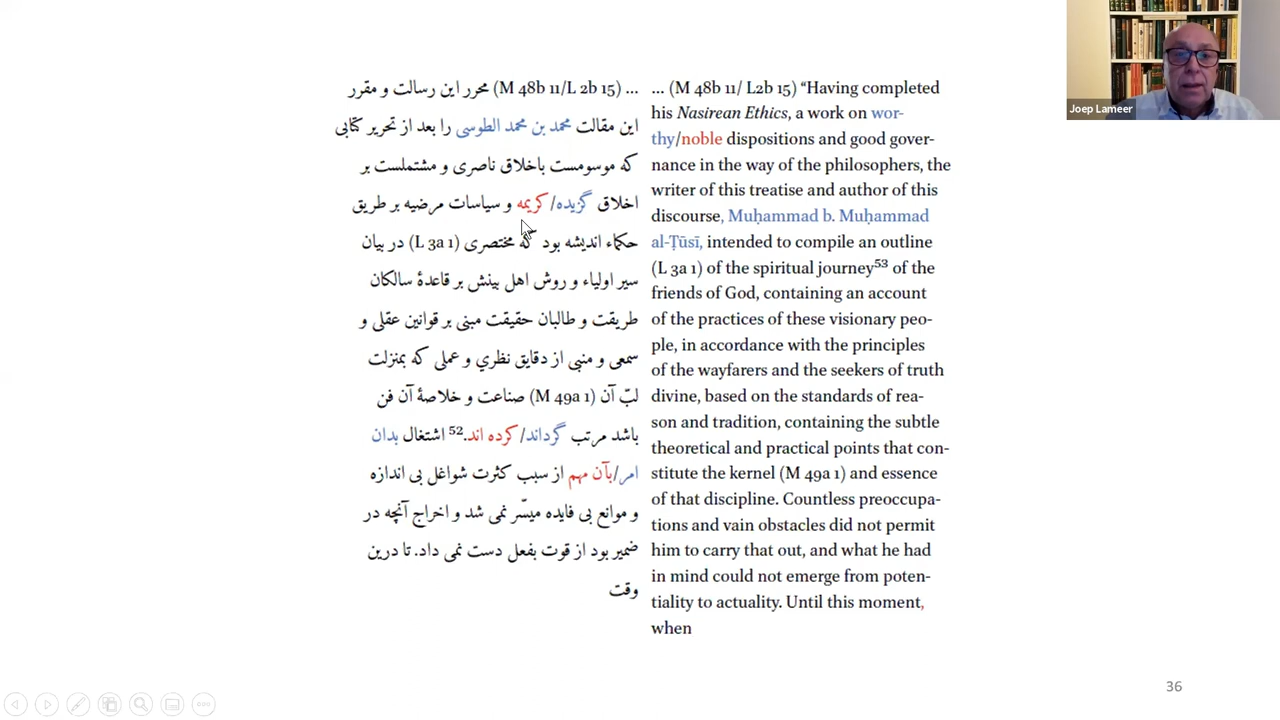 ... (M 48b 11/L 2b 15) محرر این رسالت و مقرر
این مقالت محمد بن محمد الطوسی را بعد از تحریر کتابی
که موسومست باخلاق ناصری و مشتملست بر
اخلاق گزیده/کریمه و سیاسات مرضیه بر طریق
حکماء اندیشه بود که مختصری (L 3a 1) در بیان
سیر اولیاء و روش اهل بینش بر قاعدۀ سالکان
طریقت و طالبان حقیقت مبنی بر قوانین عقلی و
سمعی و منبی از دقایق نظري و عملی که بمنزلت
لبّ آن (M 49a 1) صناعت و خلاصۀ آن فن
باشد مرتب گرداند/کرده اند.52 اشتغال بدان
امر/بآن مهم از سبب کثرت شواغل بی اندازه
و موانع بی فایده میسّر نمی شد و اخراج آنچه در
ضمیر بود از قوت بفعل دست نمی داد. تا درین
وقت
... (M 48b 11/ L2b 15) “Having completed
his Nasirean Ethics, a work on wor-
thy/noble dispositions and good gover-
nance in the way of the philosophers, the
writer of this treatise and author of this
discourse, Muḥammad b. Muḥammad
al-Ṭūsī, intended to compile an outline
(L 3a 1) of the spiritual journey53 of the
friends of God, containing an account
of the practices of these visionary peo-
ple, in accordance with the principles
of the wayfarers and the seekers of truth
divine, based on the standards of rea-
son and tradition, containing the subtle
theoretical and practical points that con-
stitute the kernel (M 49a 1) and essence
of that discipline. Countless preoccupa-
tions and vain obstacles did not permit
him to carry that out, and what he had
in mind could not emerge from poten-
tiality to actuality. Until this moment,
when
Joep Lameer
36